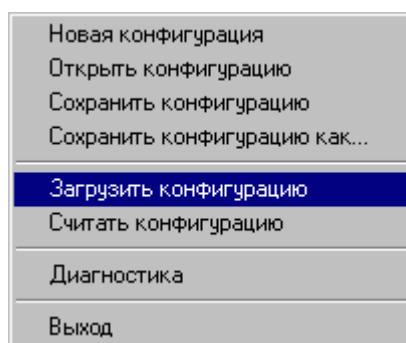 Новая конфигурация
Открыть конфигурацию
Сохранить конфигурацию
Сохранить конфигурацию как...
Загрузить конфигурацию
Считать конфигурацию
Диагностика
Выход